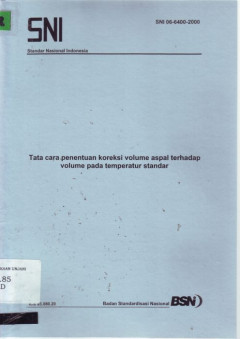 SNI
SNI 06-6400-2000
Standar Nasional Indonesia
Tata cara penentuan koreksi volume aspal terhadap
volume pada temperatur standar
Badan Standardisasi Nasional BSN
.85
D